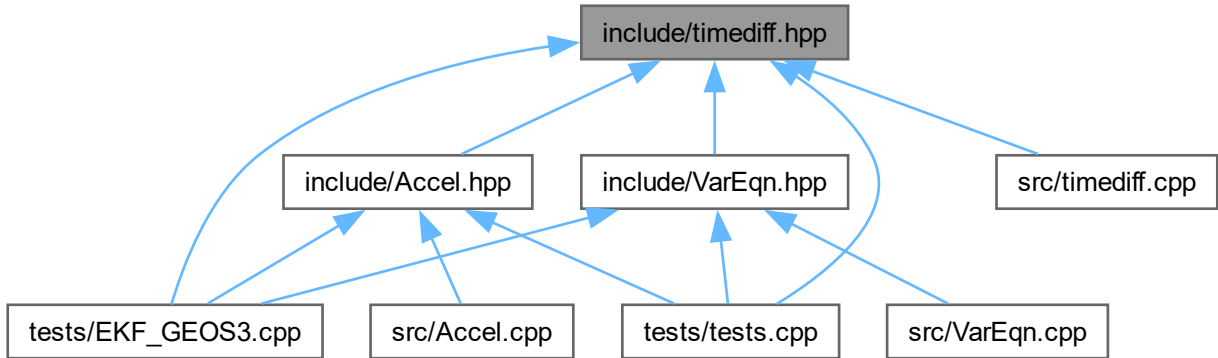 include/timediff.hpp
include/Accel.hpp
include/VarEqn.hpp
src/timediff.cpp
tests/EKF_GEOS3.cpp
src/Accel.cpp
tests/tests.cpp
src/VarEqn.cpp